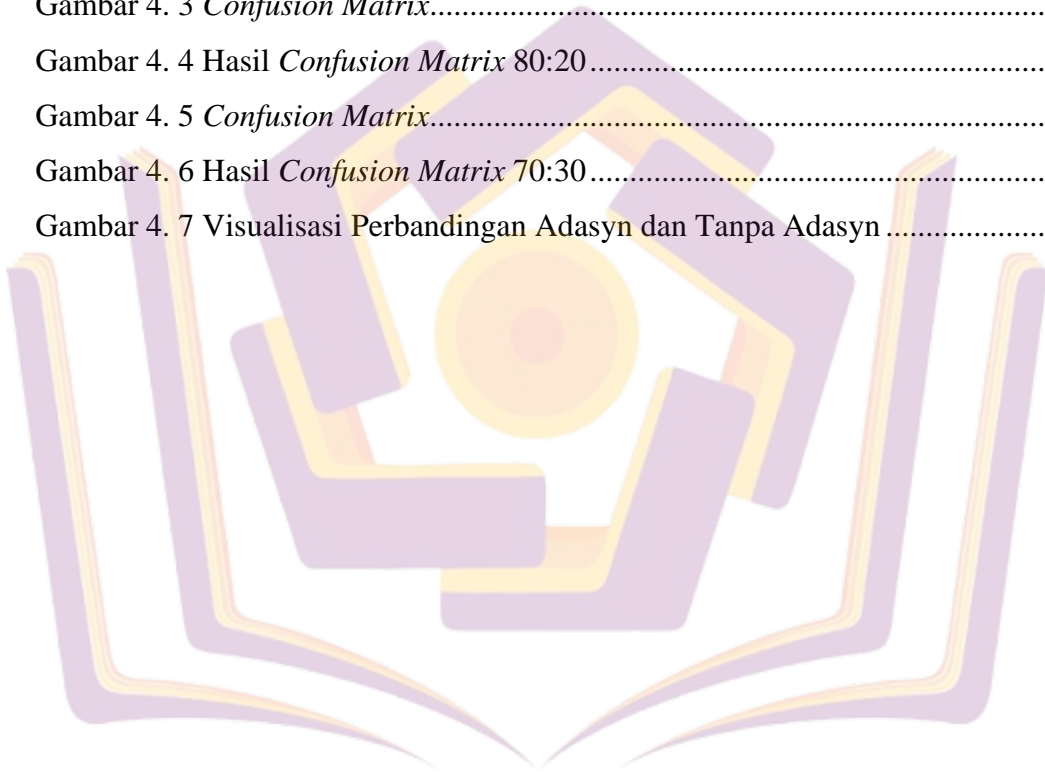 Gambar 4. 3 Confusion Matrix....................................................................................
Gambar 4. 4 Hasil Confusion Matrix 80:20................................................................
Gambar 4. 5 Confusion Matrix....................................................................................
Gambar 4. 6 Hasil Confusion Matrix 70:30................................................................
Gambar 4. 7 Visualisasi Perbandingan Adasyn dan Tanpa Adasyn......................